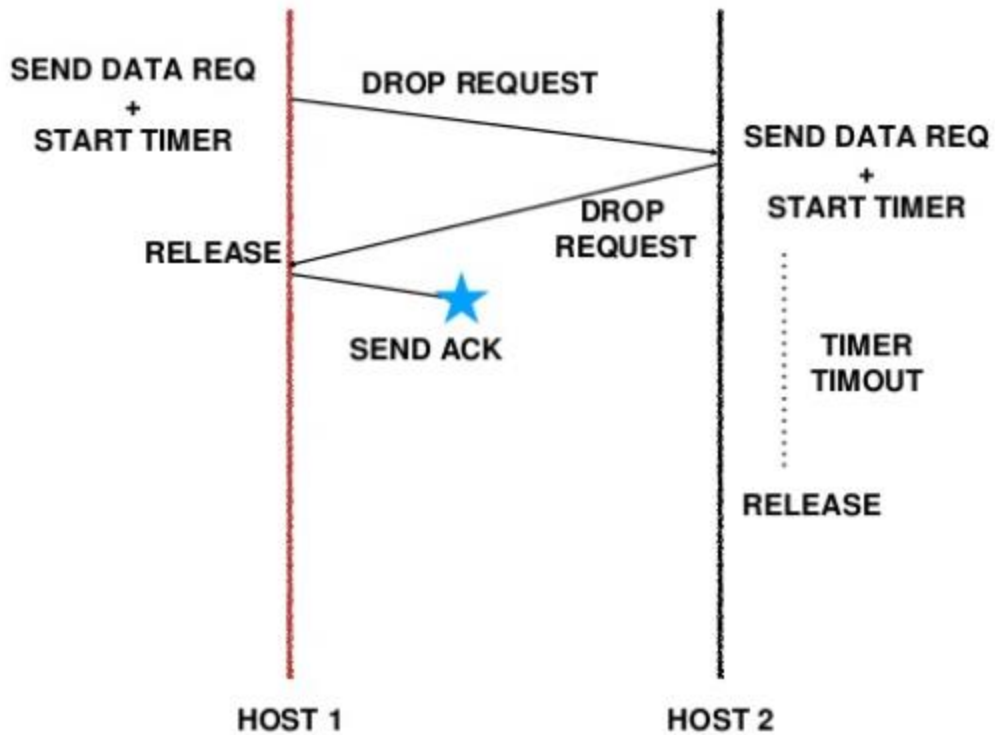 SEND DATA REQ
+
START TIMER
DROP REQUEST
SEND DATA REQ
+
START TIMER
DROP
REQUEST
RELEASE
SEND ACK
TIMER
TIMOUT
RELEASE
HOST 1
HOST 2